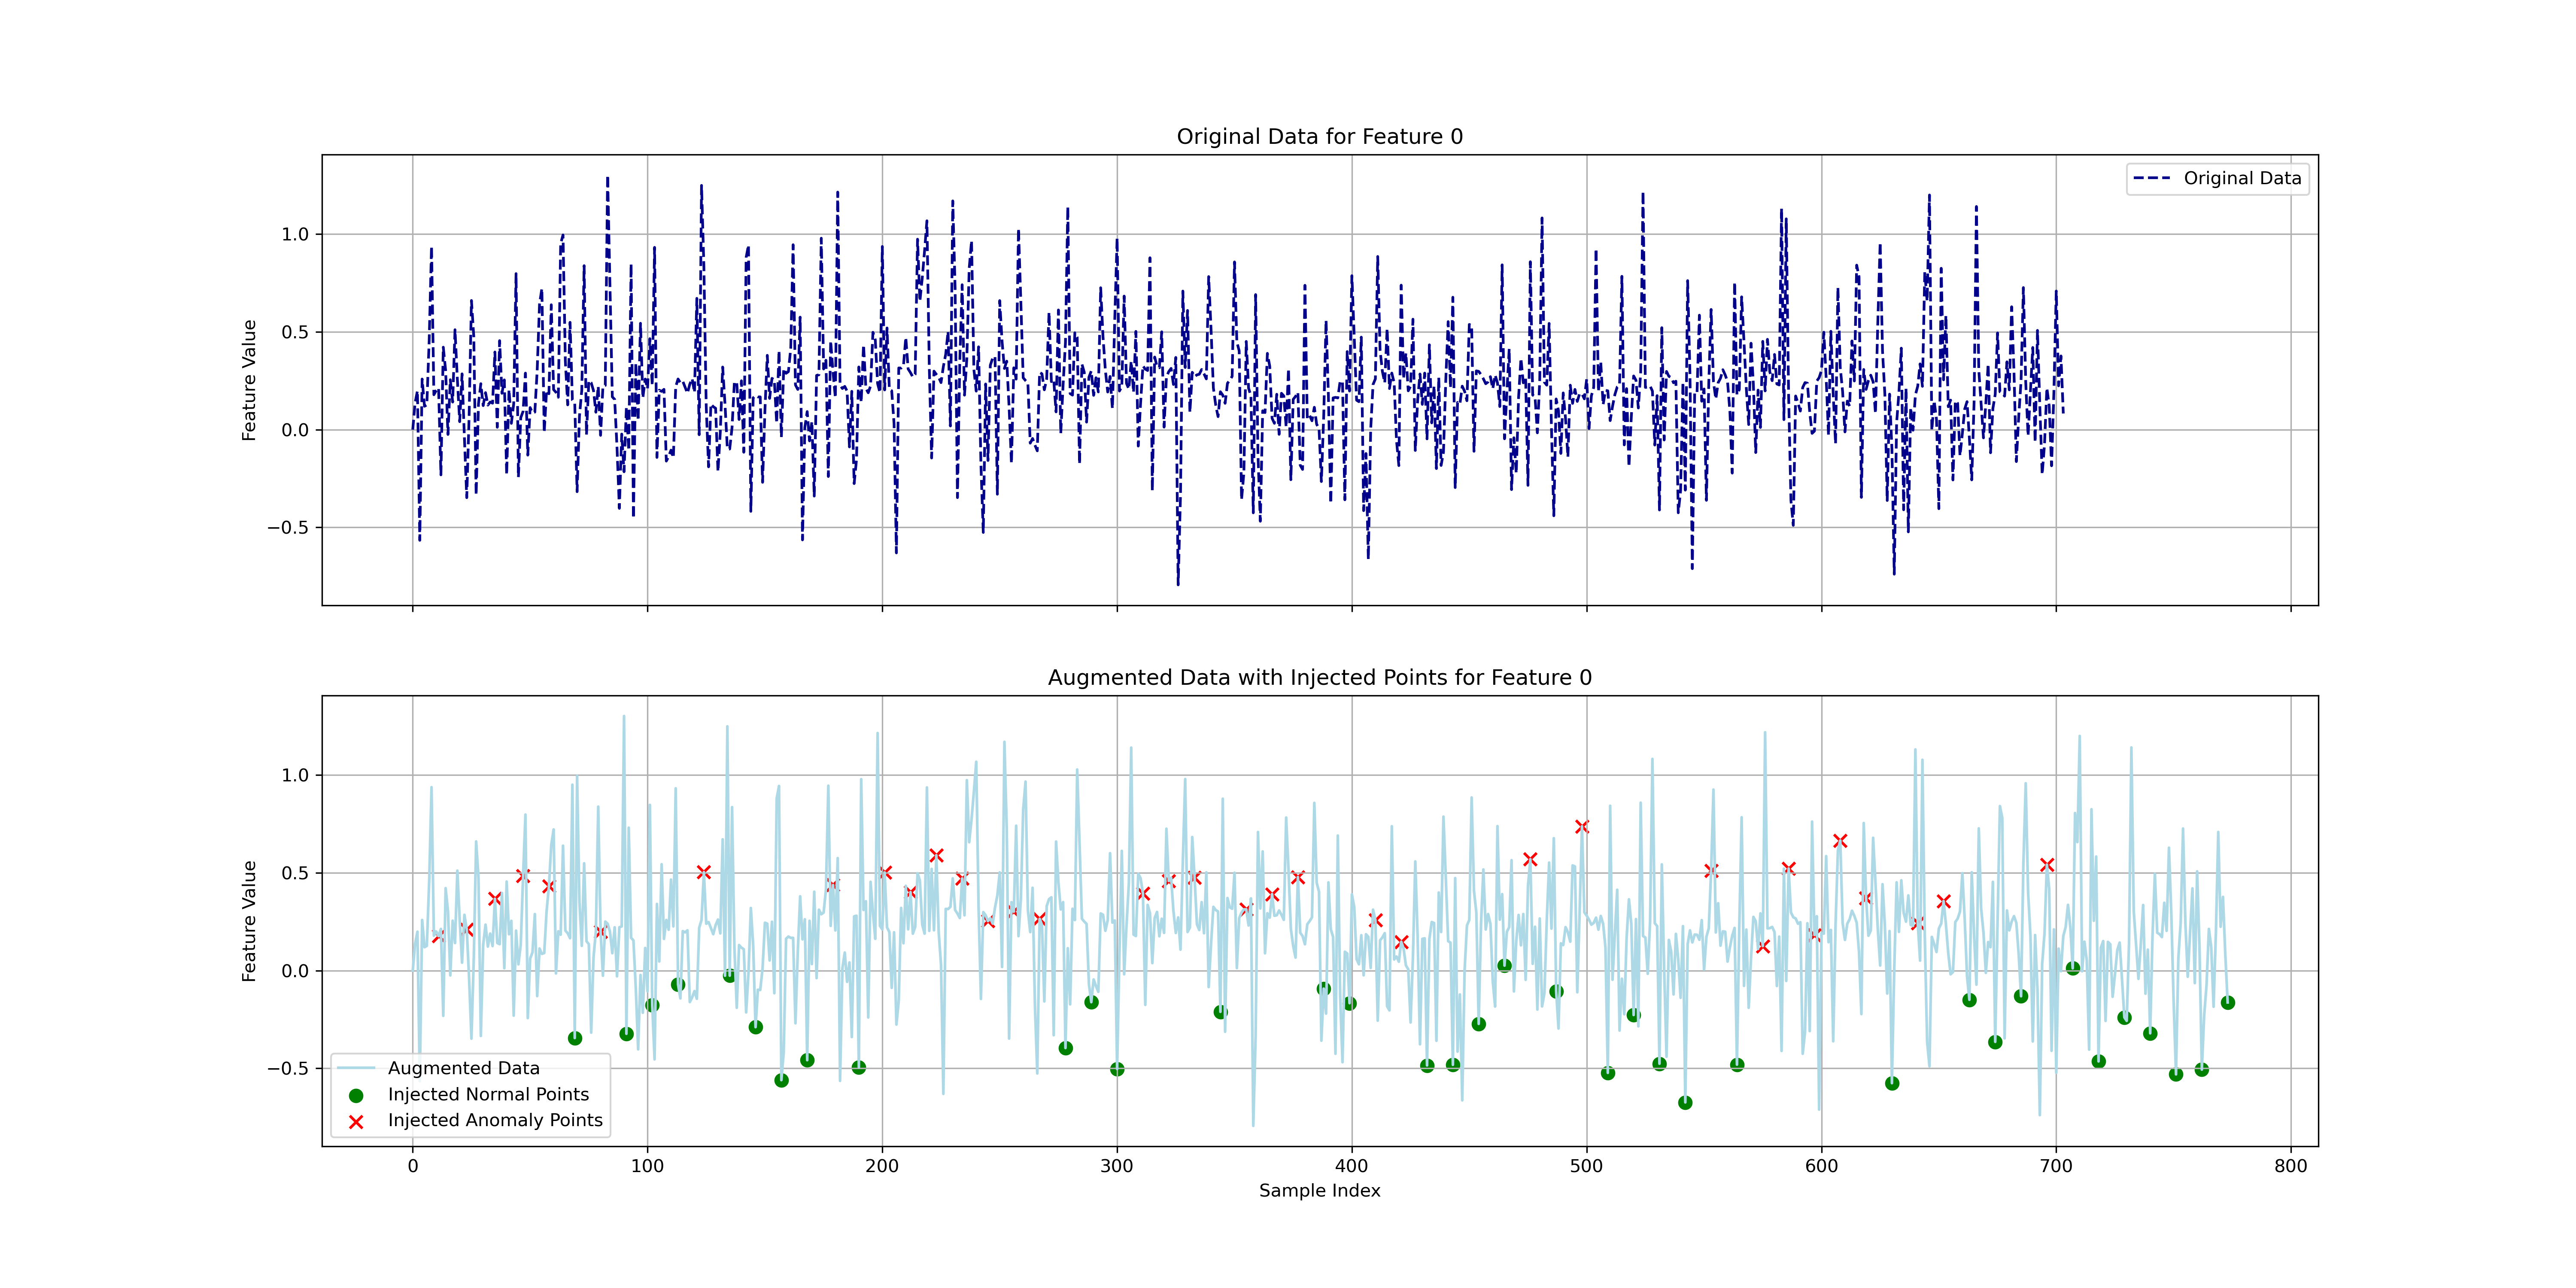 Original Data for Feature 0
Original Data
1.0
0.5
0.0
−0.5
Feature Value
Augmented Data with Injected Points for Feature 0
1.0
0.5
0.0
−0.5
Feature Value
Augmented Data
Injected Normal Points
Injected Anomaly Points
0 100 200 300 400 500 600 700 800
Sample Index